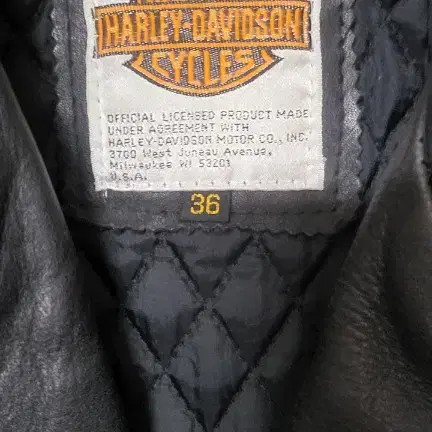 HARLEY-DAVIDSON
CYCLES
OFFICIAL LICENSED PRODUCT MADE
UNDER AGREEMENT WITH
HARLEY-DAVIDSON MOTOR CO., INC.
3700 West Juneau Avenue,
Milwaukee WI 53201
U.S.A.
36